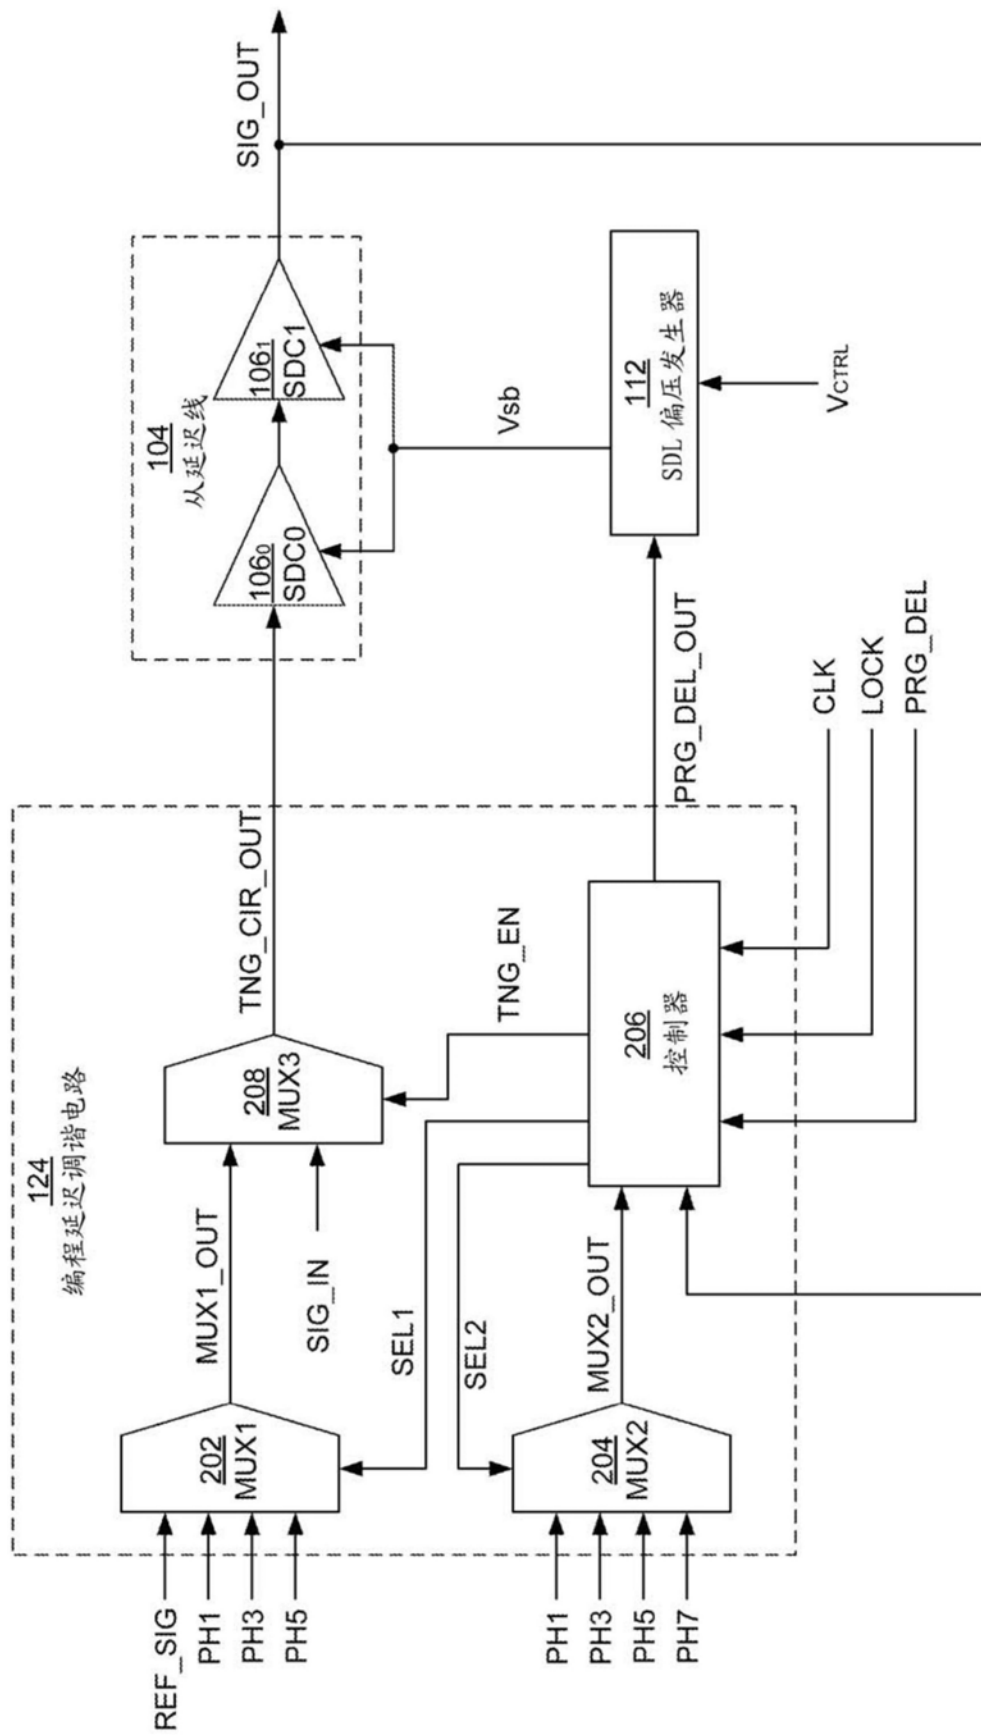 124
编程延迟调谐电路
REF_SIG
PH1
PH3
PH5
202
MUX1
MUX1_OUT
SIG_IN
208
MUX3
TNG_CIR_OUT
104
从延迟线
106₀
SDC0
106₁
SDC1
SIG_OUT
SEL1
SEL2
TNG_EN
Vsb
PH1
PH3
PH5
PH7
204
MUX2
MUX2_OUT
206
控制器
PRG_DEL_OUT
112
SDL 偏压发生器
VCTRL
CLK
LOCK
PRG_DEL